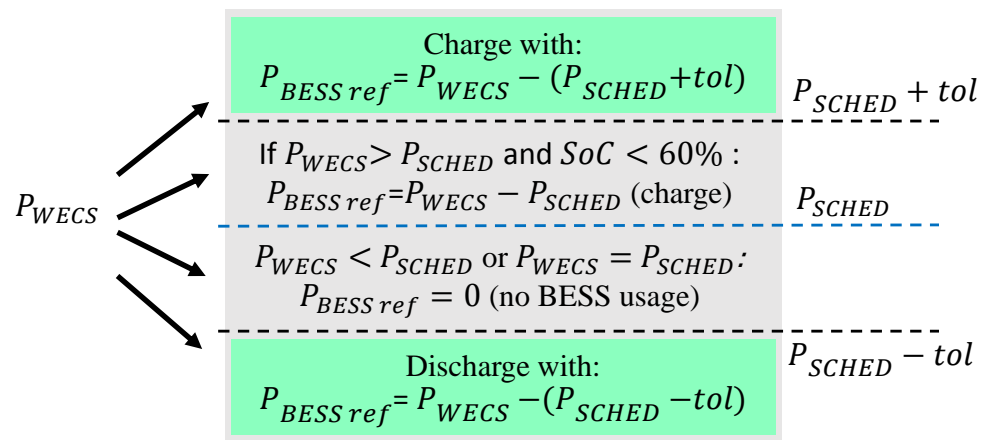 Charge with:
P_BESS ref = P_WECS − (P_SCHED+tol)
P_SCHED + tol
If P_WECS > P_SCHED and SoC < 60% :
P_BESS ref =P_WECS − P_SCHED (charge)
P_WECS
P_SCHED
P_WECS < P_SCHED or P_WECS = P_SCHED:
P_BESS ref = 0 (no BESS usage)
P_SCHED − tol
Discharge with:
P_BESS ref = P_WECS −(P_SCHED −tol)